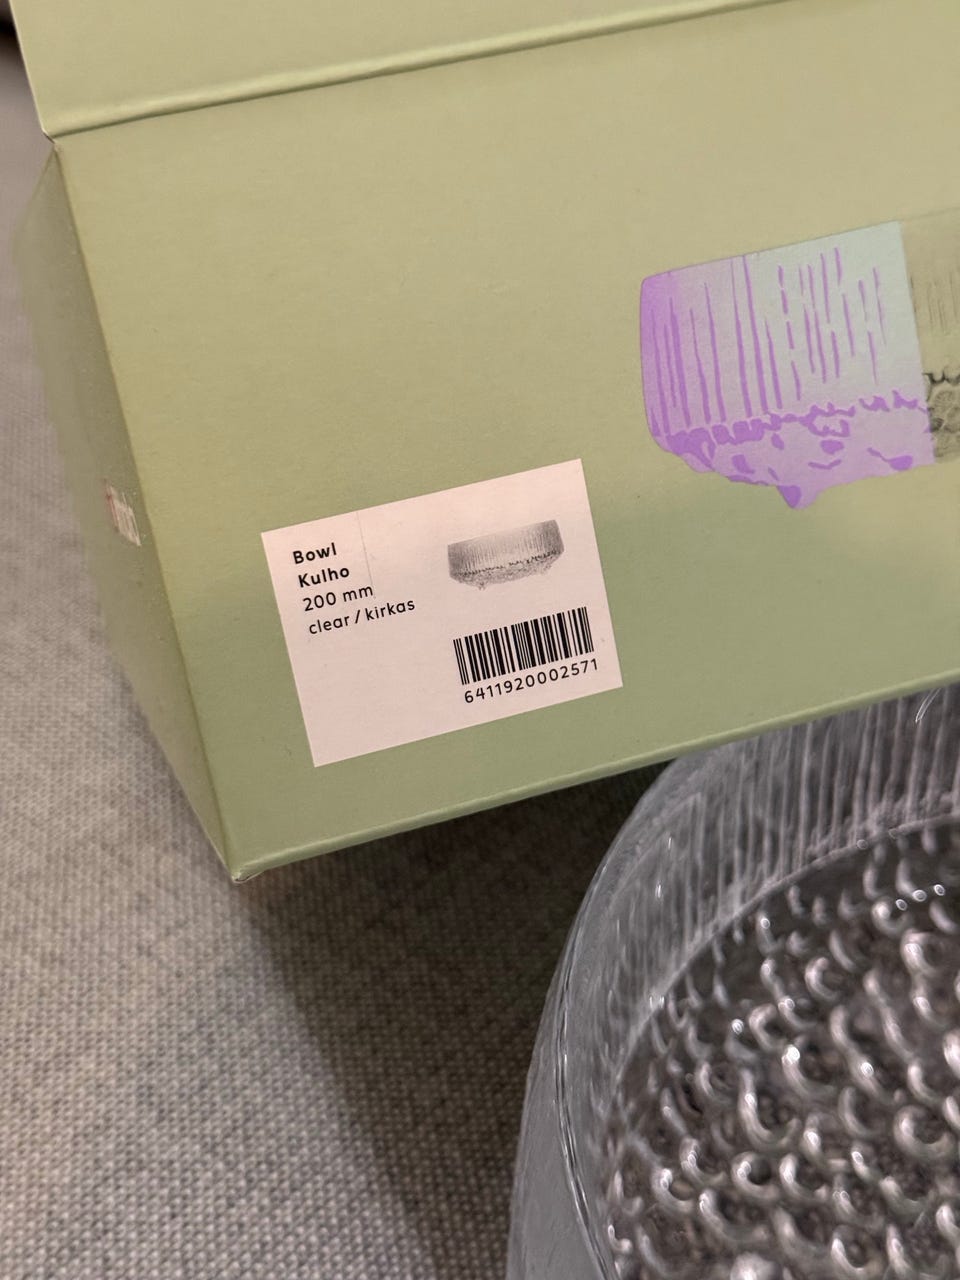 Bowl
Kulho
200 mm
clear / kirkas
6411920002571